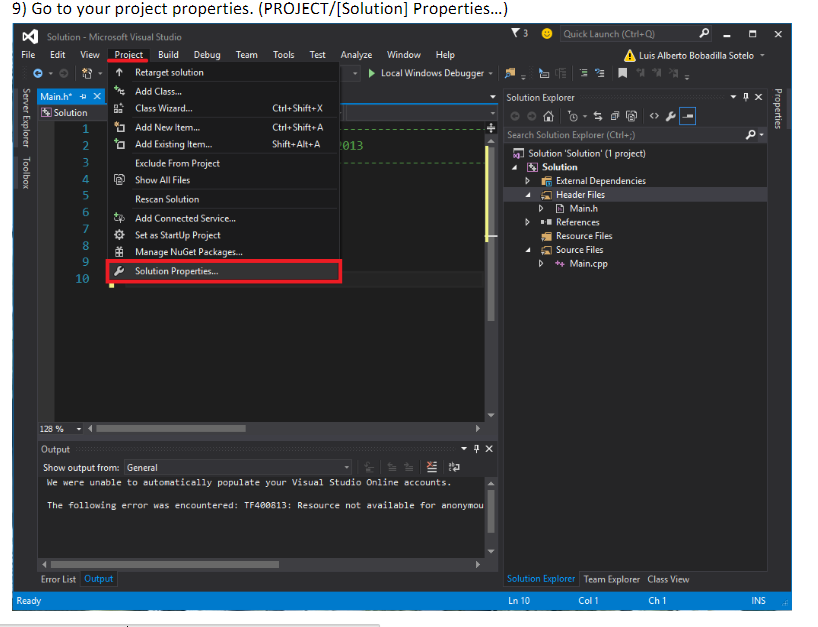 9) Go to your project properties. (PROJECT/[Solution] Properties…)
Solution - Microsoft Visual Studio
3
Quick Launch (Ctrl+Q)
File Edit View Project Build Debug Team Tools Test Analyze Window Help
Luis Alberto Bobadilla Sotelo
Local Windows Debugger
Server Explorer
Toolbox
Main.h*
Solution
1
2
3
4
5
6
7
8
9
10
2013
Retarget solution
Add Class...
Class Wizard... Ctrl+Shift+X
Add New Item... Ctrl+Shift+A
Add Existing Item... Shift+Alt+A
Exclude From Project
Show All Files
Rescan Solution
Add Connected Service...
Set as StartUp Project
Manage NuGet Packages...
Solution Properties...
128 %
Output
Show output from: General
We were unable to automatically populate your Visual Studio Online accounts.
The following error was encountered: TF400813: Resource not available for anonymou
Error List Output
Solution Explorer
Search Solution Explorer (Ctrl+;)
Solution 'Solution' (1 project)
Solution
External Dependencies
Header Files
Main.h
References
Resource Files
Source Files
Main.cpp
Solution Explorer Team Explorer Class View
Properties
Ready Ln 10 Col 1 Ch 1 INS